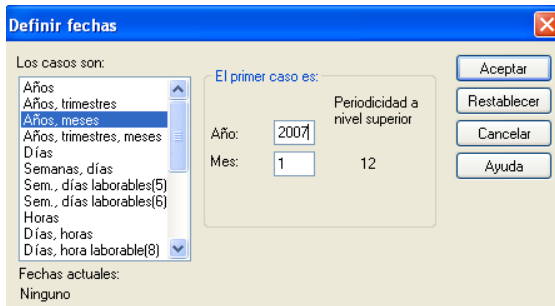 Definir fechas
Los casos son:
Años
Años, trimestres
Años, meses
Años, trimestres, meses
Días
Semanas, días
Sem., días laborables(5)
Sem., días laborables(6)
Horas
Días, horas
Días, hora laborable(8)
Fechas actuales:
Ninguno
El primer caso es:
Periodicidad a
nivel superior
Año: 2007
Mes: 1 12
Aceptar
Restablecer
Cancelar
Ayuda